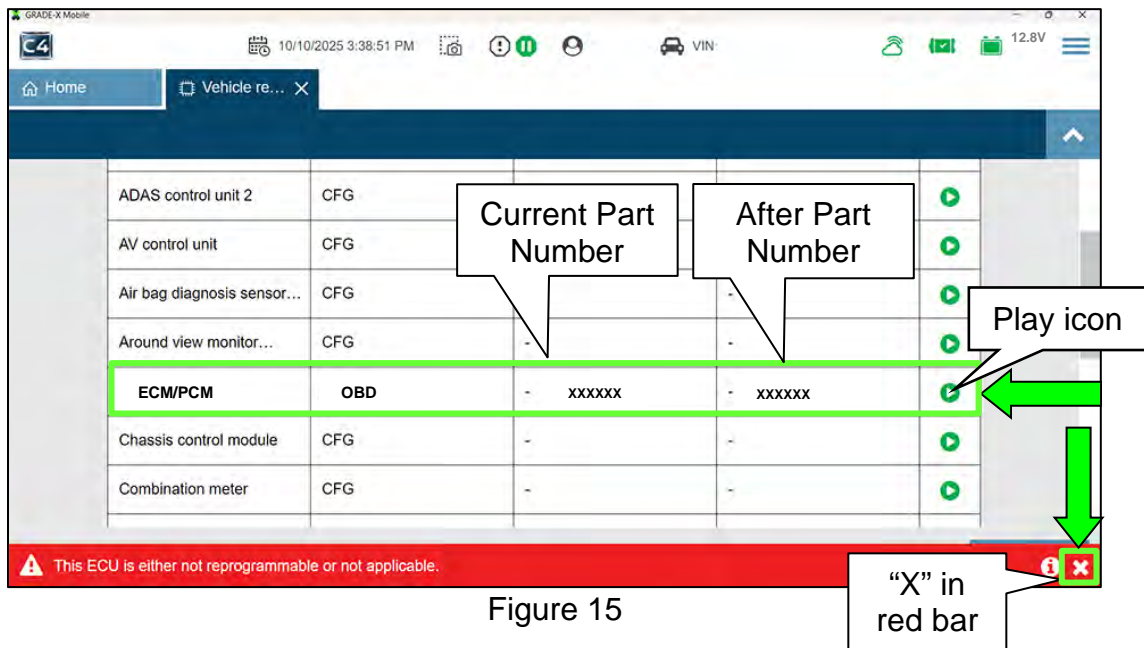 GRADE-X Mobile
C4 10/10/2025 3:38:51 PM VIN 12.8V
Home Vehicle re...
ADAS control unit 2 CFG
AV control unit CFG
Air bag diagnosis sensor... CFG -
Around view monitor... CFG - -
ECM/PCM OBD - xxxxxx - xxxxxx
Chassis control module CFG - -
Combination meter CFG - -
Current Part
Number
After Part
Number
Play icon
This ECU is either not reprogrammable or not applicable.
“X” in
red bar
Figure 15